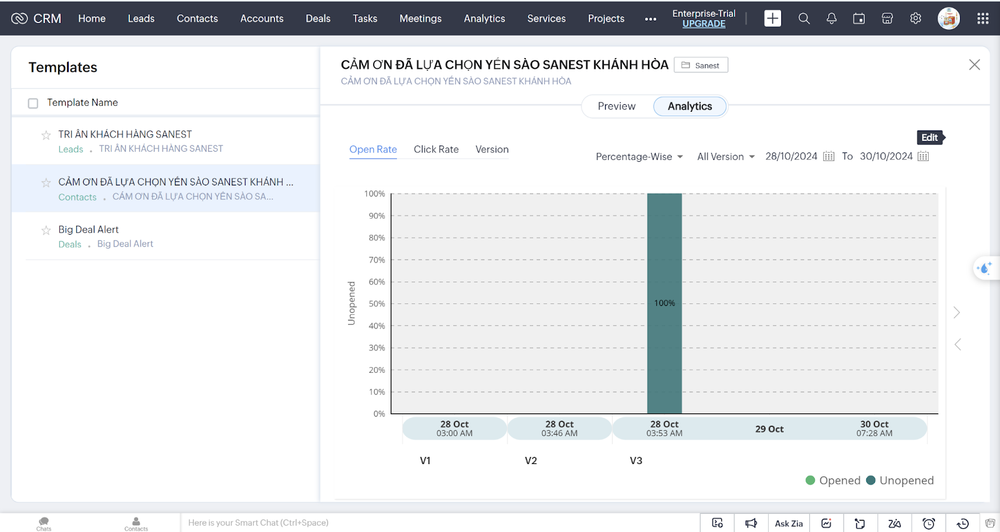 CRM Home Leads Contacts Accounts Deals Tasks Meetings Analytics Services Projects ••• Enterprise-Trial
UPGRADE
Templates
Template Name
TRI ÂN KHÁCH HÀNG SANEST
Leads . TRI ÂN KHÁCH HÀNG SANEST
CẢM ƠN ĐÃ LỰA CHỌN YẾN SÀO SANEST KHÁNH ...
Contacts . CẢM ƠN ĐÃ LỰA CHỌN YẾN SÀO SA...
Big Deal Alert
Deals . Big Deal Alert
CẢM ƠN ĐÃ LỰA CHỌN YẾN SÀO SANEST KHÁNH HÒA Sanest
CẢM ƠN ĐÃ LỰA CHỌN YẾN SÀO SANEST KHÁNH HÒA
Preview Analytics
Edit
Open Rate Click Rate Version
Percentage-Wise All Version 28/10/2024 To 30/10/2024
100%
90%
80%
70%
60%
50%
40%
30%
20%
10%
0%
Unopened
100%
28 Oct 28 Oct 28 Oct 29 Oct 30 Oct
03:00 AM 03:46 AM 03:53 AM 07:28 AM
V1 V2 V3
Opened Unopened
Chats
Contacts
Here is your Smart Chat (Ctrl+Space)
Ask Zia